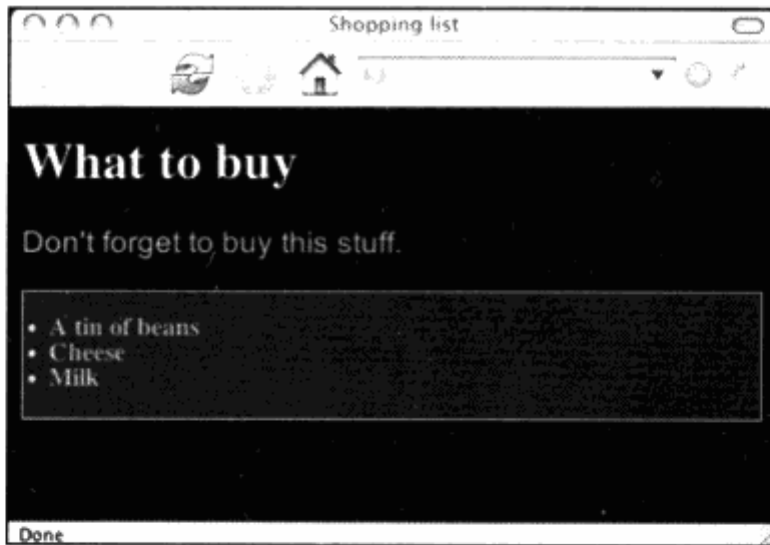 Shopping list
What to buy
Don't forget to buy this stuff.
• A tin of beans
• Cheese
• Milk
Done